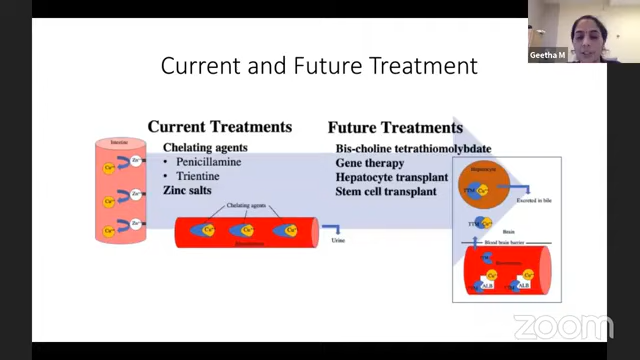 Geetha M
Current and Future Treatment
Current Treatments
Chelating agents
• Penicillamine
• Trientine
Zinc salts
Future Treatments
Bis-choline tetrathiomolybdate
Gene therapy
Hepatocyte transplant
Stem cell transplant
Chelating agents
Urine
Hepatocyte
TTM
Excreted in bile
TTM
Brain
Blood brain barrier
ALB
ALB
zoom